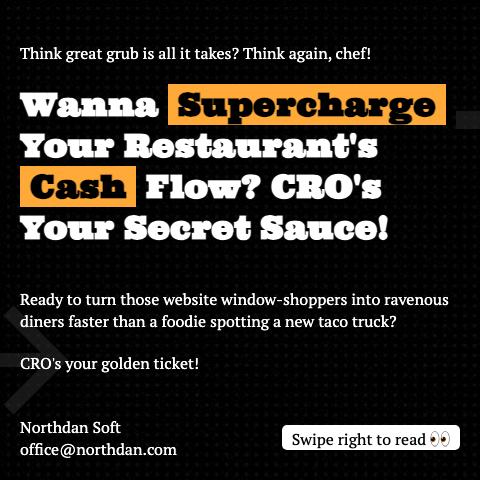 Think great grub is all it takes? Think again, chef!
Wanna Supercharge
Your Restaurant's
Cash Flow? CRO's
Your Secret Sauce!
Ready to turn those website window-shoppers into ravenous
diners faster than a foodie spotting a new taco truck?
CRO's your golden ticket!
Northdan Soft
office@northdan.com
Swipe right to read 👀